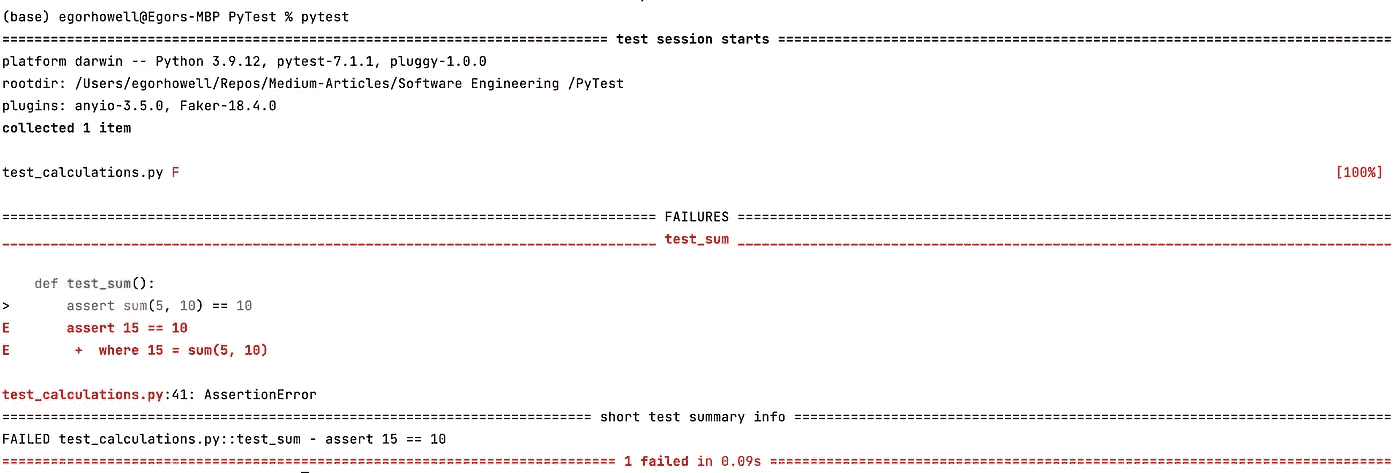 (base) egorhowell@Egors-MBP PyTest % pytest
============================================================================== test session starts ============================================================================
platform darwin -- Python 3.9.12, pytest-7.1.1, pluggy-1.0.0
rootdir: /Users/egorhowell/Repos/Medium-Articles/Software Engineering /PyTest
plugins: anyio-3.5.0, Faker-18.4.0
collected 1 item
test_calculations.py F [100%]
================================================================================= FAILURES =================================================================================
_________________________________________________________________________________ test_sum _________________________________________________________________________________
    def test_sum():
>       assert sum(5, 10) == 10
E       assert 15 == 10
E        +  where 15 = sum(5, 10)
test_calculations.py:41: AssertionError
========================================================================= short test summary info ==========================================================================
FAILED test_calculations.py::test_sum - assert 15 == 10
============================================================================ 1 failed in 0.09s =============================================================================